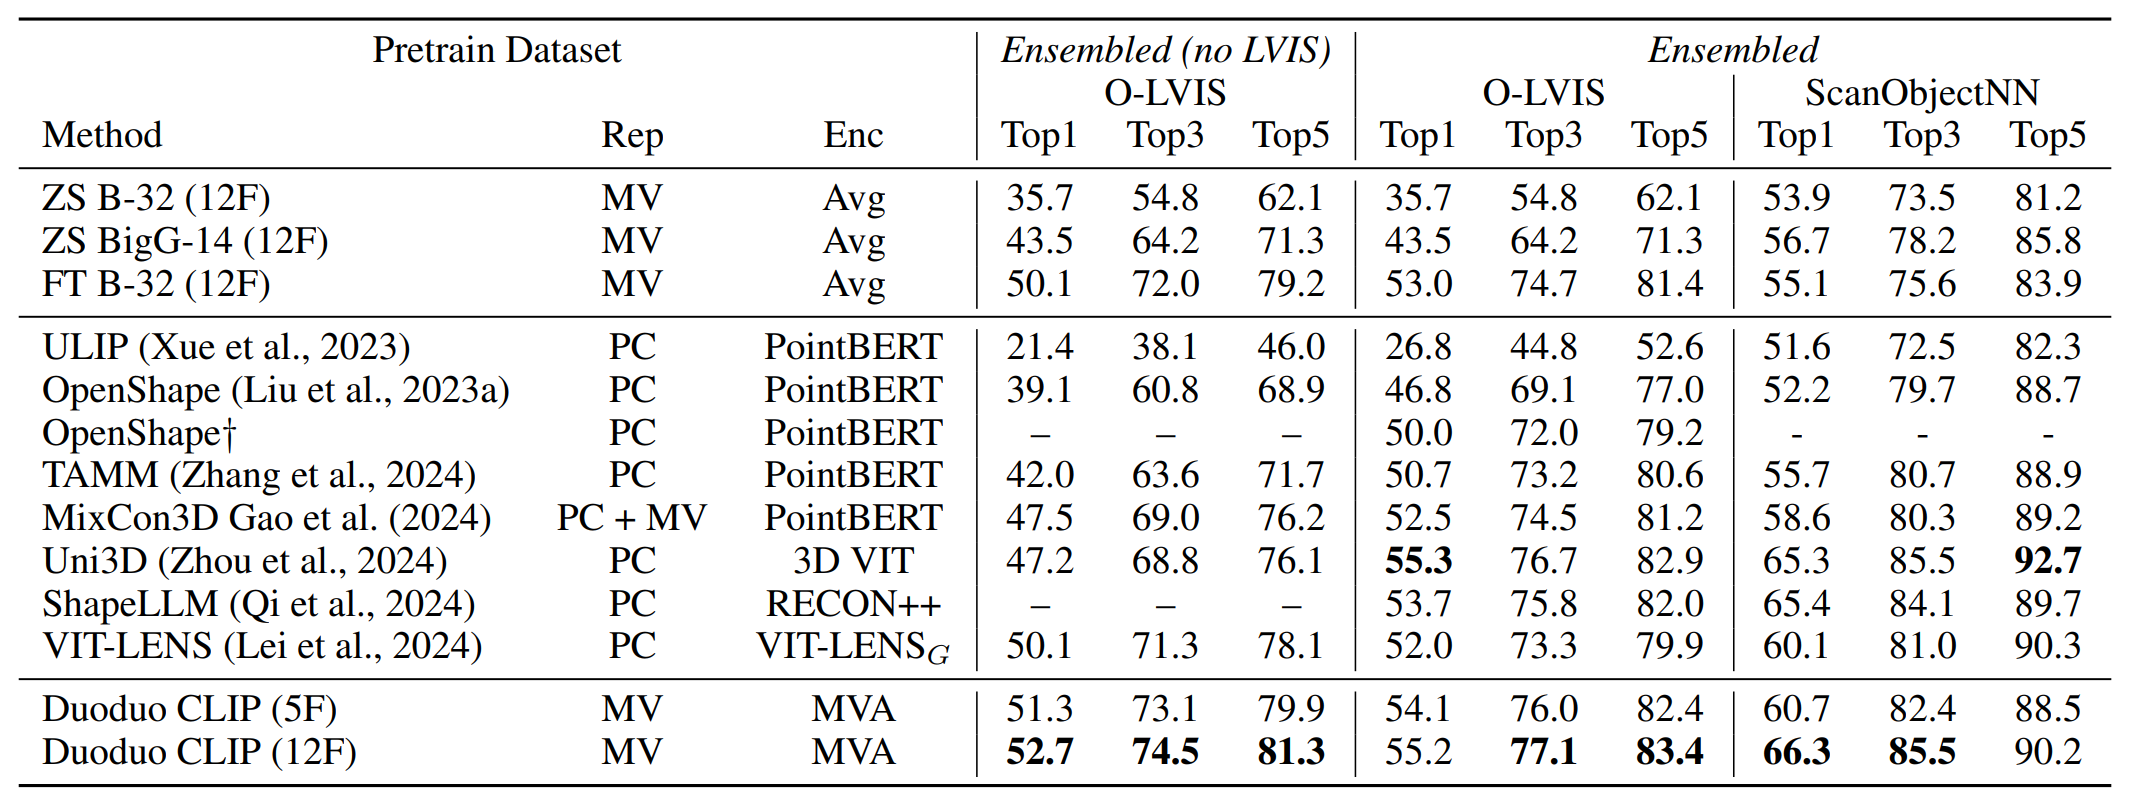 Pretrain Dataset Ensembled (no LVIS) Ensembled
O-LVIS O-LVIS ScanObjectNN
Method Rep Enc Top1 Top3 Top5 Top1 Top3 Top5 Top1 Top3 Top5
ZS B-32 (12F) MV Avg 35.7 54.8 62.1 35.7 54.8 62.1 53.9 73.5 81.2
ZS BigG-14 (12F) MV Avg 43.5 64.2 71.3 43.5 64.2 71.3 56.7 78.2 85.8
FT B-32 (12F) MV Avg 50.1 72.0 79.2 53.0 74.7 81.4 55.1 75.6 83.9
ULIP (Xue et al., 2023) PC PointBERT 21.4 38.1 46.0 26.8 44.8 52.6 51.6 72.5 82.3
OpenShape (Liu et al., 2023a) PC PointBERT 39.1 60.8 68.9 46.8 69.1 77.0 52.2 79.7 88.7
OpenShape† PC PointBERT – – – 50.0 72.0 79.2 - - -
TAMM (Zhang et al., 2024) PC PointBERT 42.0 63.6 71.7 50.7 73.2 80.6 55.7 80.7 88.9
MixCon3D Gao et al. (2024) PC + MV PointBERT 47.5 69.0 76.2 52.5 74.5 81.2 58.6 80.3 89.2
Uni3D (Zhou et al., 2024) PC 3D VIT 47.2 68.8 76.1 55.3 76.7 82.9 65.3 85.5 92.7
ShapeLLM (Qi et al., 2024) PC RECON++ – – – 53.7 75.8 82.0 65.4 84.1 89.7
VIT-LENS (Lei et al., 2024) PC VIT-LENSG 50.1 71.3 78.1 52.0 73.3 79.9 60.1 81.0 90.3
Duoduo CLIP (5F) MV MVA 51.3 73.1 79.9 54.1 76.0 82.4 60.7 82.4 88.5
Duoduo CLIP (12F) MV MVA 52.7 74.5 81.3 55.2 77.1 83.4 66.3 85.5 90.2